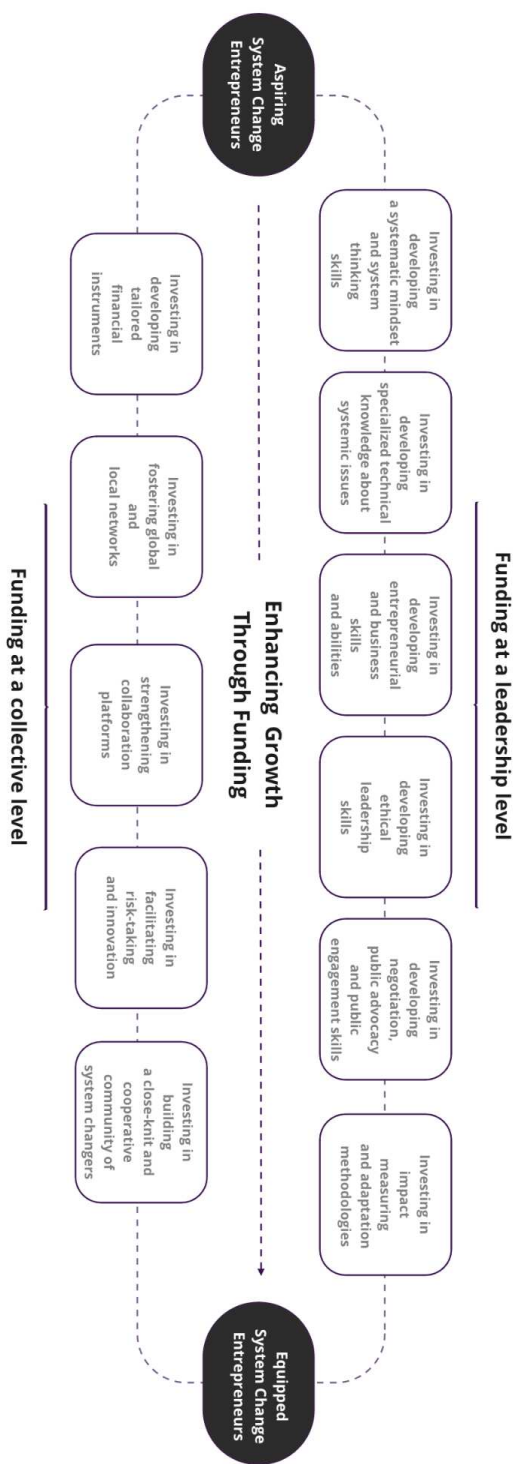 Funding at a leadership level
Investing in
developing
a systematic mindset
and system
thinking
skills
Investing in
developing
specialized technical
knowledge about
systemic issues
Investing in
developing
entrepreneurial
and business
skills
and abilities
Investing in
developing
ethical
leadership
skills
Investing in
developing
negotiation,
public advocacy
and public
engagement skills
Investing in
impact
measuring
and adaptation
methodologies
Aspiring
System Change
Entrepreneurs
Enhancing Growth
Through Funding
Equipped
System Change
Entrepreneurs
Investing in
developing
tailored
financial
instruments
Investing in
fostering global
and
local networks
Investing in
strengthening
collaboration
platforms
Investing in
facilitating
risk-taking
and innovation
Investing in
building
a close-knit and
cooperative
community of
system changers
Funding at a collective level